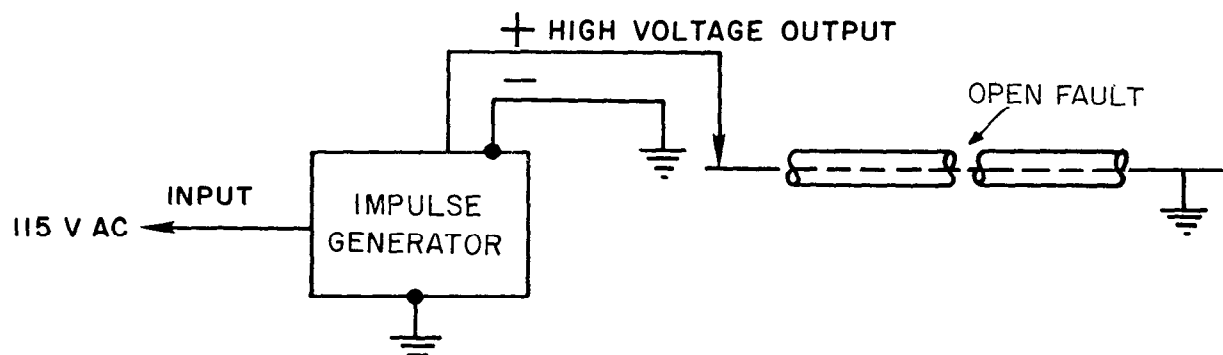 + HIGH VOLTAGE OUTPUT
−
OPEN FAULT
INPUT
115 V AC
IMPULSE
GENERATOR